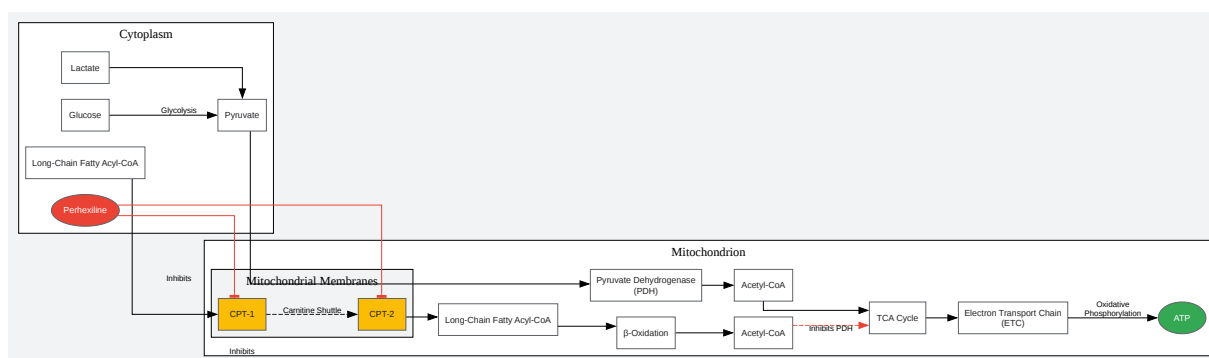 Cytoplasm
Lactate
Glucose
Glycolysis
Pyruvate
Long-Chain Fatty Acyl-CoA
Perhexiline
Mitochondrion
Inhibits
Mitochondrial Membranes
Pyruvate Dehydrogenase
(PDH)
Acetyl-CoA
CPT-1
Carnitine Shuttle
CPT-2
Long-Chain Fatty Acyl-CoA
β-Oxidation
Acetyl-CoA
Inhibits PDH
TCA Cycle
Electron Transport Chain
(ETC)
Oxidative
Phosphorylation
ATP
Inhibits